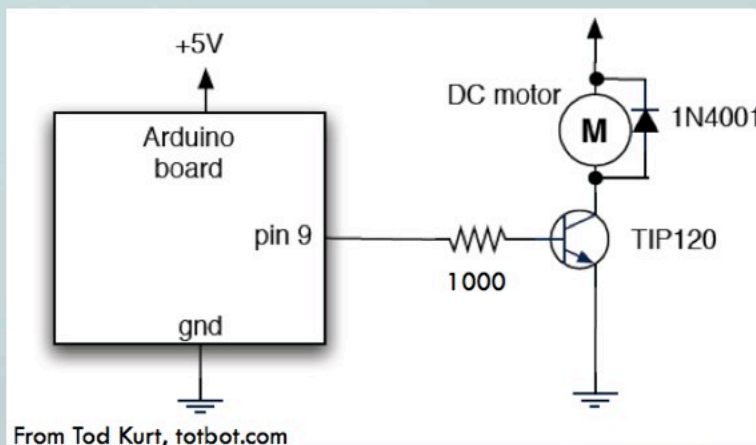 +5V
DC motor
1N4001
M
Arduino
board
pin 9
TIP120
1000
gnd
From Tod Kurt, totbot.com